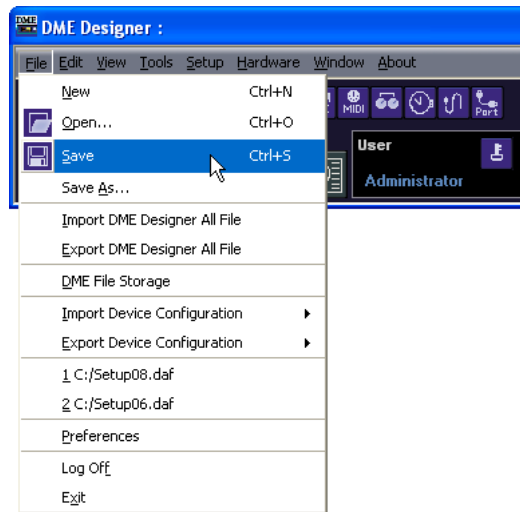 DME
DME Designer :
File Edit View Tools Setup Hardware Window About
New Ctrl+N
MIDI
Port
Open... Ctrl+O
Save Ctrl+S
User
Administrator
Save As...
Import DME Designer All File
Export DME Designer All File
DME File Storage
Import Device Configuration
Export Device Configuration
1 C:/Setup08.daf
2 C:/Setup06.daf
Preferences
Log Off
Exit